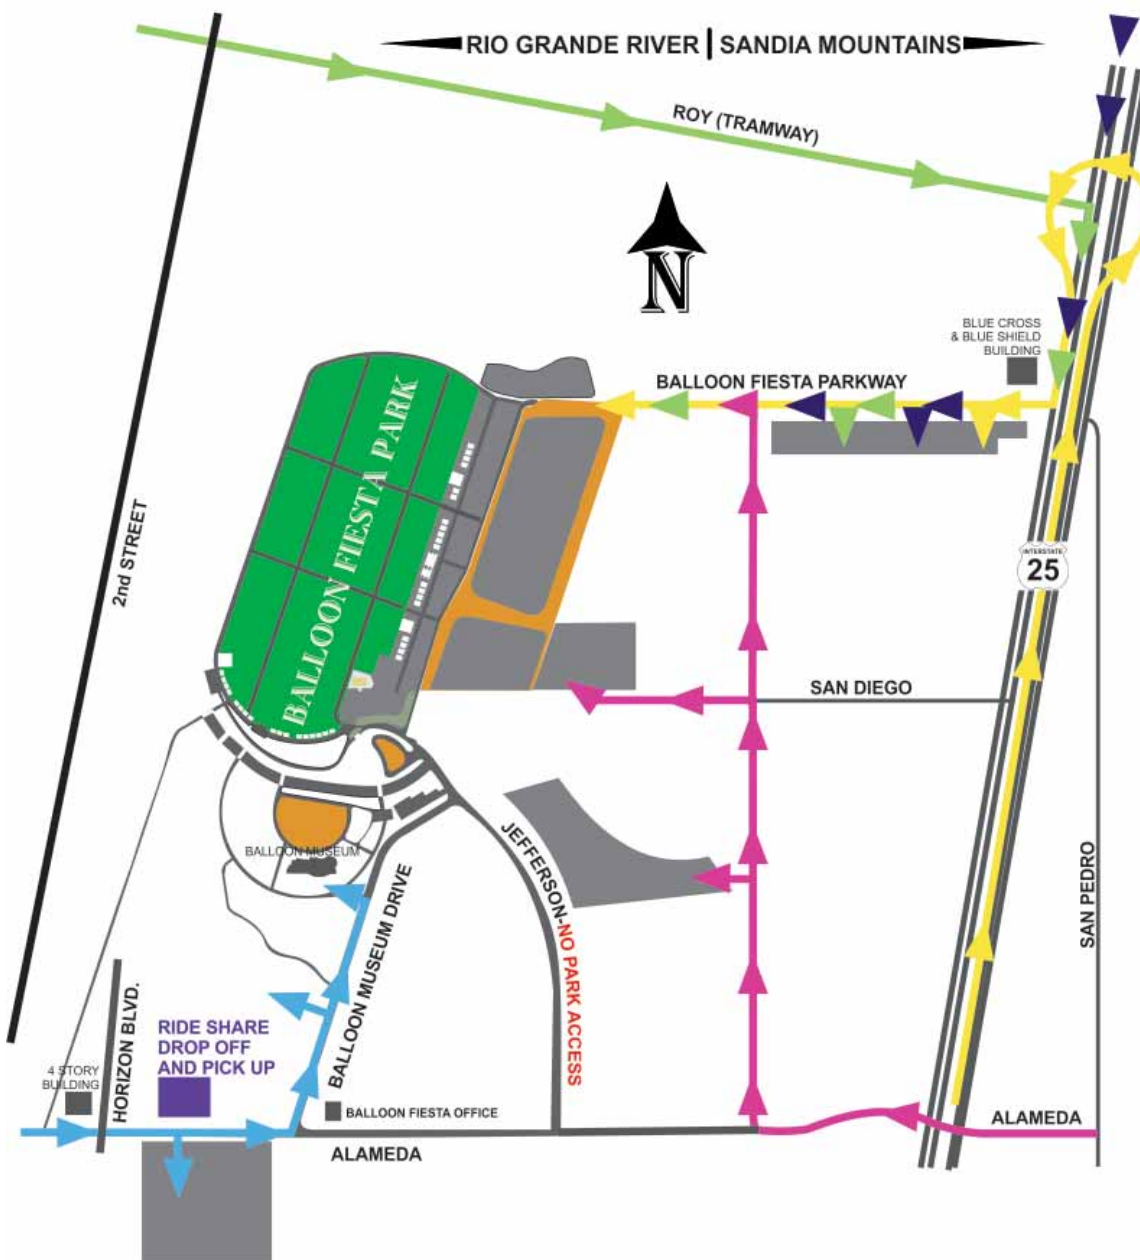 RIO GRANDE RIVER | SANDIA MOUNTAINS
ROY (TRAMWAY)
N
BLUE CROSS
& BLUE SHIELD
BUILDING
BALLOON FIESTA PARKWAY
BALLOON FIESTA PARK
2nd STREET
INTERSTATE
25
SAN DIEGO
BALLOON MUSEUM
JEFFERSON-NO PARK ACCESS
BALLOON MUSEUM DRIVE
SAN PEDRO
HORIZON BLVD.
RIDE SHARE
DROP OFF
AND PICK UP
4 STORY
BUILDING
BALLOON FIESTA OFFICE
ALAMEDA
ALAMEDA